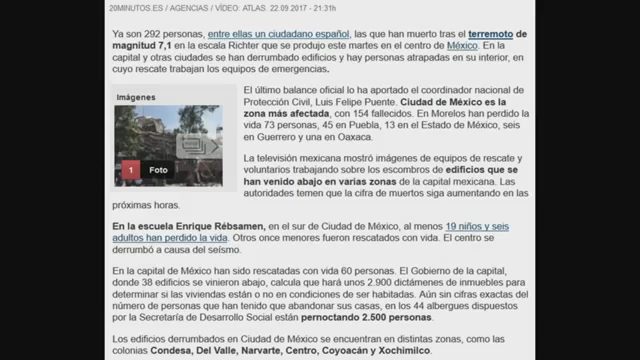 20MINUTOS.ES / AGENCIAS / VÍDEO: ATLAS. 22.09.2017 - 21:31h
Ya son 292 personas, entre ellas un ciudadano español, las que han muerto tras el terremoto de
magnitud 7,1 en la escala Richter que se produjo este martes en el centro de México. En la
capital y otras ciudades se han derrumbado edificios y hay personas atrapadas en su interior, en
cuyo rescate trabajan los equipos de emergencias.
Imágenes
1 Foto
El último balance oficial lo ha aportado el coordinador nacional de
Protección Civil, Luis Felipe Puente. Ciudad de México es la
zona más afectada, con 154 fallecidos. En Morelos han perdido la
vida 73 personas, 45 en Puebla, 13 en el Estado de México, seis
en Guerrero y una en Oaxaca.
La televisión mexicana mostró imágenes de equipos de rescate y
voluntarios trabajando sobre los escombros de edificios que se
han venido abajo en varias zonas de la capital mexicana. Las
autoridades temen que la cifra de muertos siga aumentando en las
próximas horas.
En la escuela Enrique Rébsamen, en el sur de Ciudad de México, al menos 19 niños y seis
adultos han perdido la vida. Otros once menores fueron rescatados con vida. El centro se
derrumbó a causa del seísmo.
En la capital de México han sido rescatadas con vida 60 personas. El Gobierno de la capital,
donde 38 edificios se vinieron abajo, calcula que hará unos 2.900 dictámenes de inmuebles para
determinar si las viviendas están o no en condiciones de ser habitadas. Aún sin cifras exactas del
número de personas que han tenido que abandonar sus casas, en los 44 albergues dispuestos
por la Secretaría de Desarrollo Social están pernoctando 2.500 personas.
Los edificios derrumbados en Ciudad de México se encuentran en distintas zonas, como las
colonias Condesa, Del Valle, Narvarte, Centro, Coyoacán y Xochimilco.